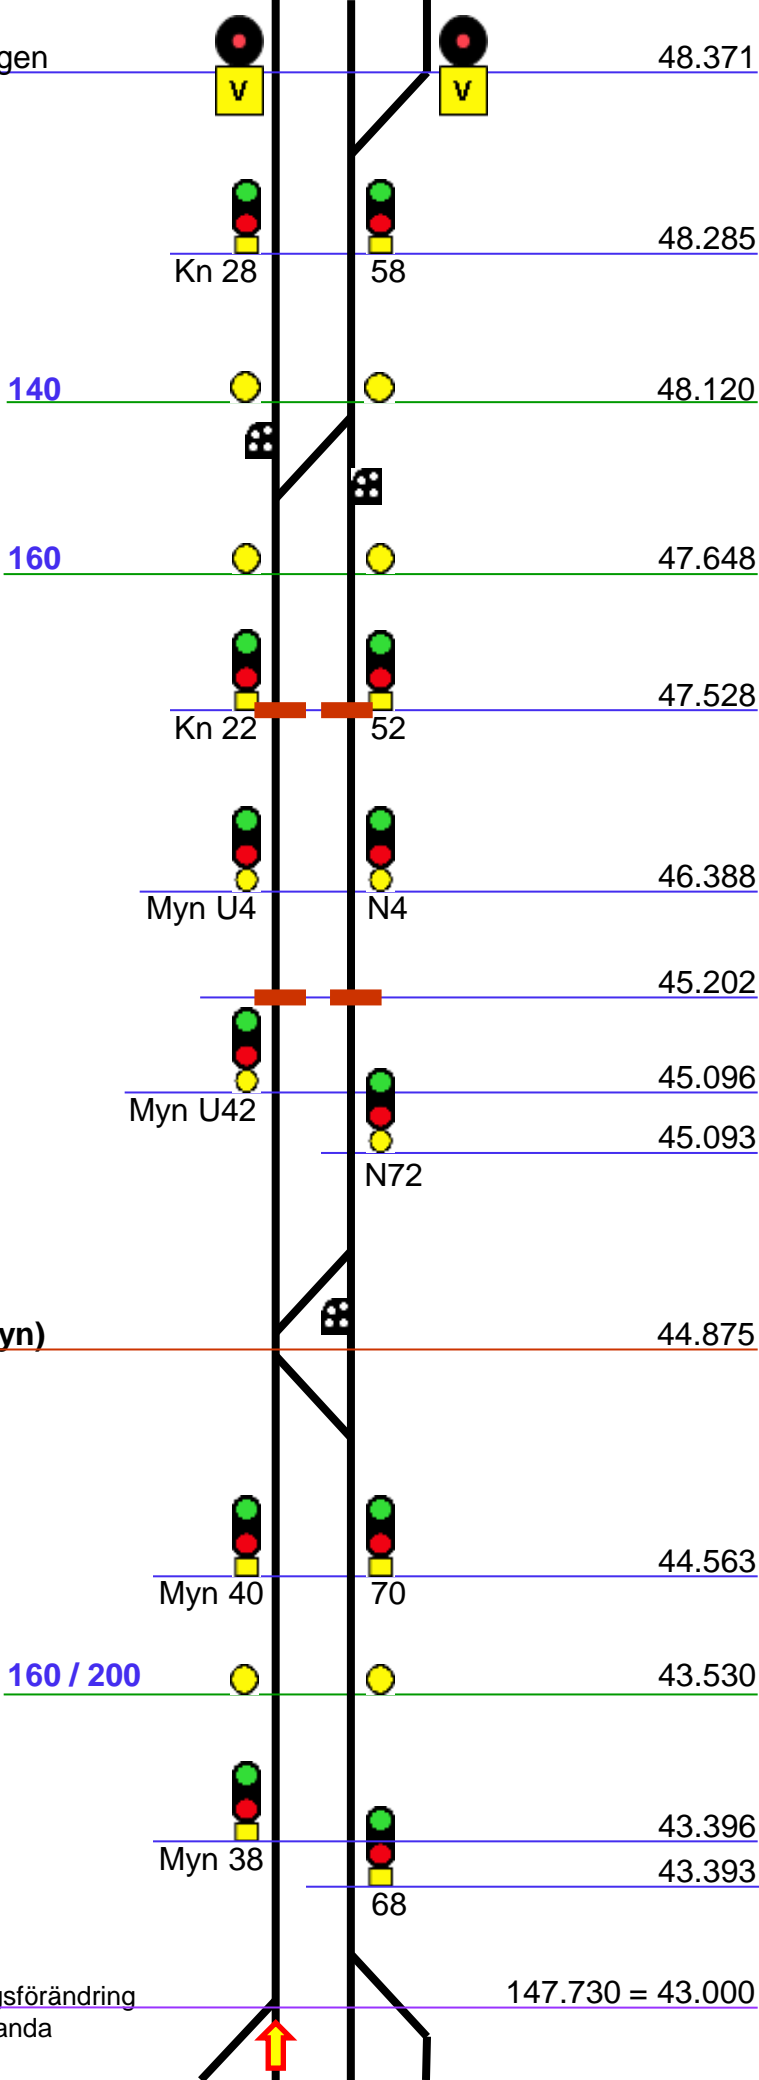 gen 48.371
V V
48.285
Kn 28 58
140 48.120
160 47.648
47.528
Kn 22 52
46.388
Myn U4 N4
45.202
45.096
Myn U42
45.093
N72
yn) 44.875
44.563
Myn 40 70
160 / 200 43.530
43.396
Myn 38
43.393
68
gsförändring 147.730 = 43.000
anda